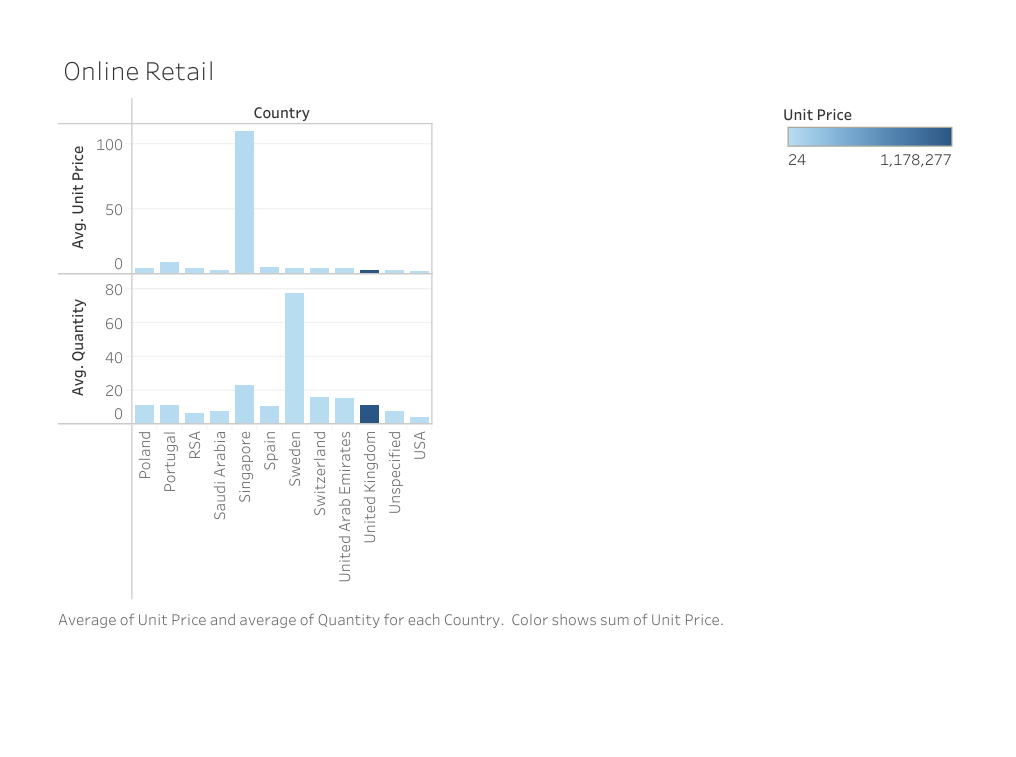 Online Retail
Country
Unit Price
24 1,178,277
Avg. Unit Price
100
50
0
Avg. Quantity
80
60
40
20
0
Poland
Portugal
RSA
Saudi Arabia
Singapore
Spain
Sweden
Switzerland
United Arab Emirates
United Kingdom
Unspecified
USA
Average of Unit Price and average of Quantity for each Country.  Color shows sum of Unit Price.